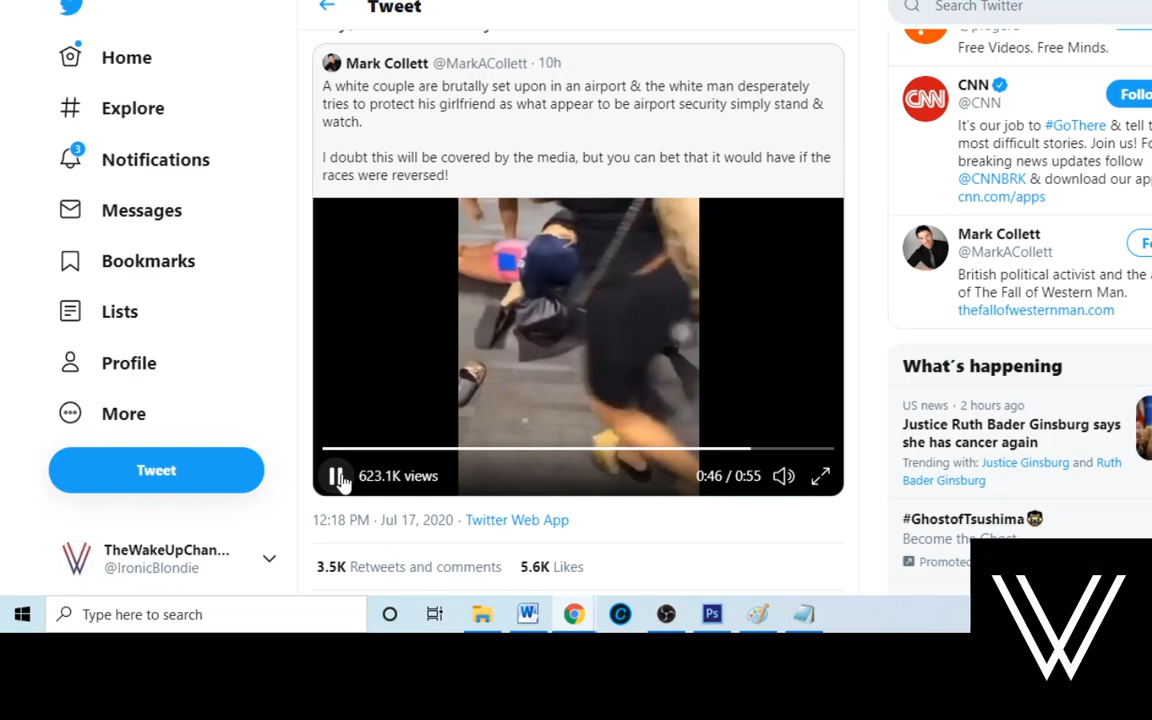 Home
Explore
3
Notifications
Messages
Bookmarks
Lists
Profile
More
Tweet
TheWakeUpChan...
@IronicBlondie
Tweet
Mark Collett @MarkACollett · 10h
A white couple are brutally set upon in an airport & the white man desperately
tries to protect his girlfriend as what appear to be airport security simply stand &
watch.
I doubt this will be covered by the media, but you can bet that it would have if the
races were reversed!
623.1K views
0:46 / 0:55
12:18 PM · Jul 17, 2020 · Twitter Web App
3.5K Retweets and comments 5.6K Likes
Search Twitter
Free Videos. Free Minds.
CNN
CNN
@CNN
Follo
It's our job to #GoThere & tell t
most difficult stories. Join us! Fo
breaking news updates follow
@CNNBRK & download our app
cnn.com/apps
Mark Collett
@MarkACollett
F
British political activist and the
of The Fall of Western Man.
thefallofwesternman.com
What´s happening
US news · 2 hours ago
Justice Ruth Bader Ginsburg says
she has cancer again
Trending with: Justice Ginsburg and Ruth
Bader Ginsburg
#GhostofTsushima
Become the Ghost
Promoted
Type here to search
W
C
Ps
W